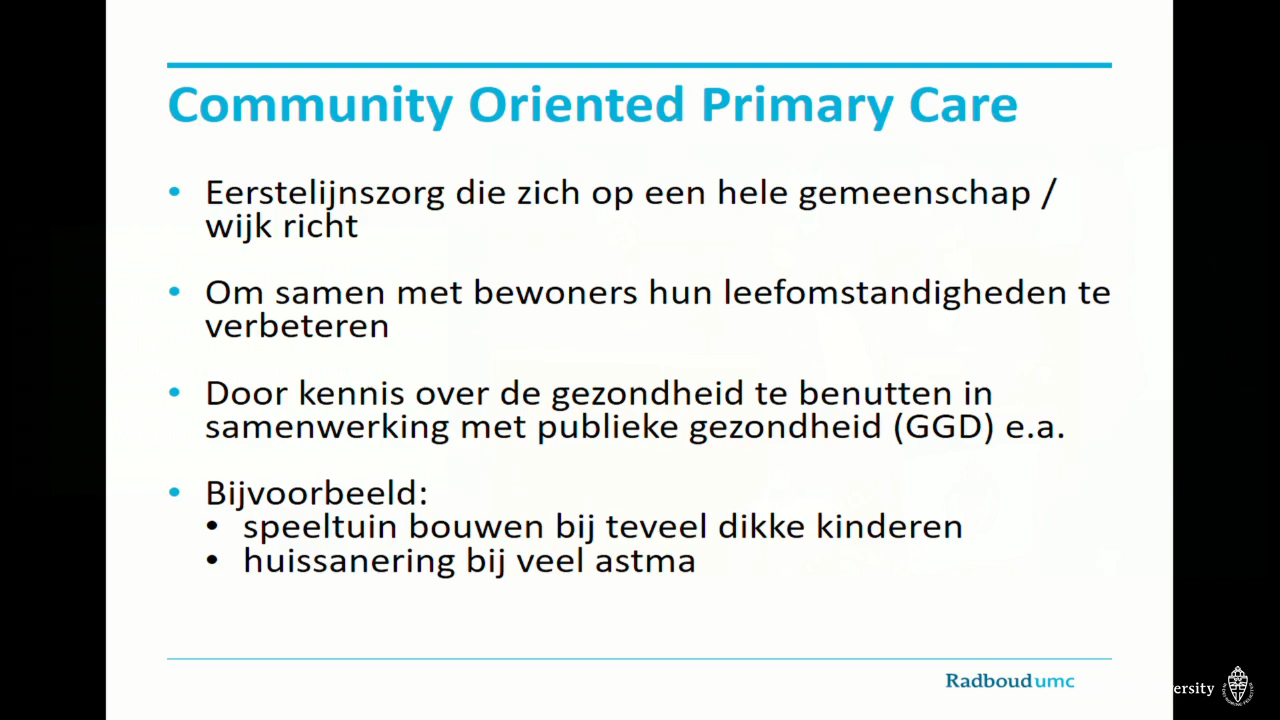 Community Oriented Primary Care
• Eerstelijnszorg die zich op een hele gemeenschap /
wijk richt
• Om samen met bewoners hun leefomstandigheden te
verbeteren
• Door kennis over de gezondheid te benutten in
samenwerking met publieke gezondheid (GGD) e.a.
• Bijvoorbeeld:
• speeltuin bouwen bij teveel dikke kinderen
• huissanering bij veel astma
Radboudumc
ersity